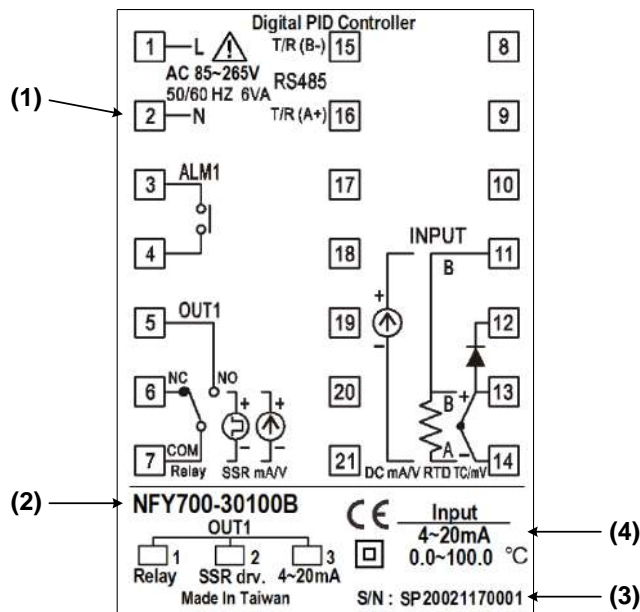 Digital PID Controller
1 L T/R (B-) 15 8
AC 85~265V
50/60 HZ 6VA RS485
(1)
2 N T/R (A+) 16 9
3 ALM1 17 10
4 18 INPUT 11
B
5 OUT1 19 + - 12
6 NC NO + + 20 B + 13
7 COM - - 21 A - 14
Relay SSR mA/V DC mA/V RTD TC/mV
(2) NFY700-30100B CE Input
OUT1 4~20mA (4)
1 2 3 0.0~100.0 °C
Relay SSR drv. 4~20mA
Made In Taiwan S/N : SP20021170001 (3)